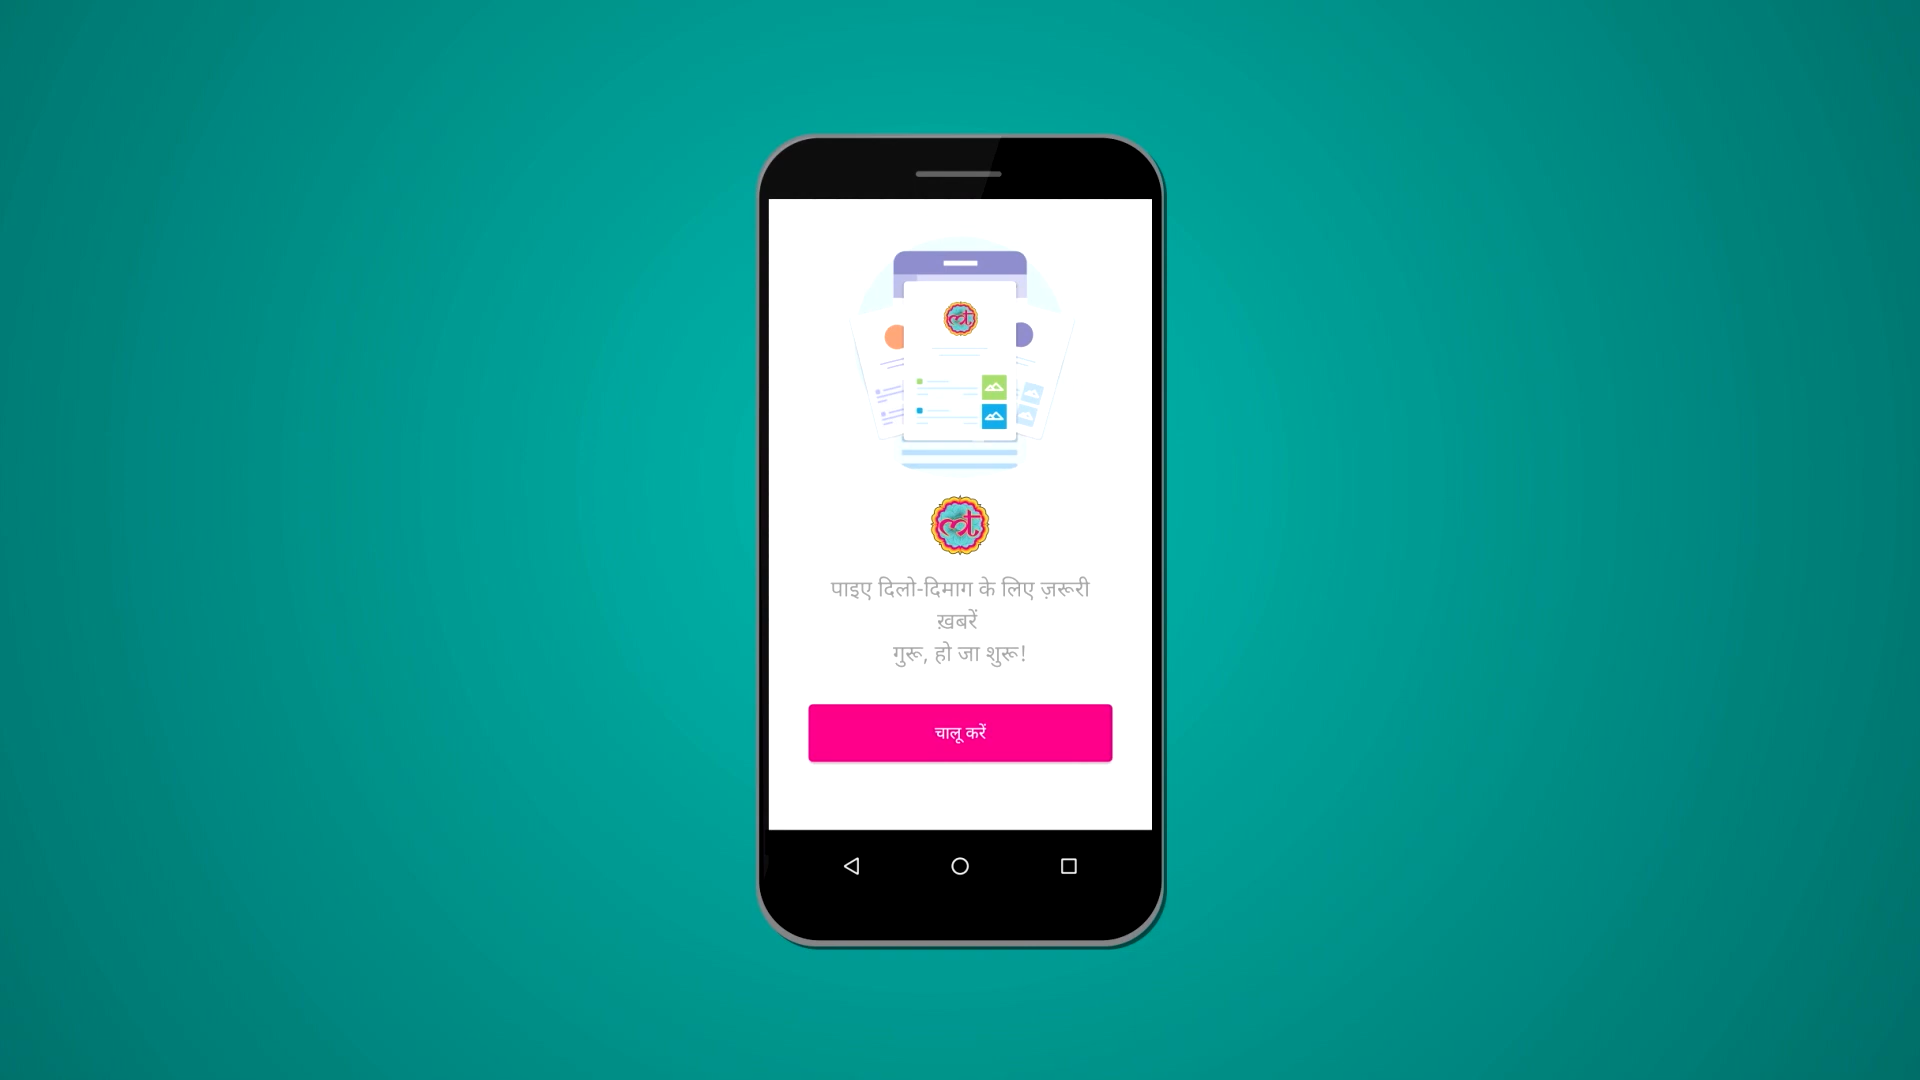 पाइए दिलो-दिमाग के लिए ज़रूरी
ख़बरें
गुरू, हो जा शुरू!
चालू करें